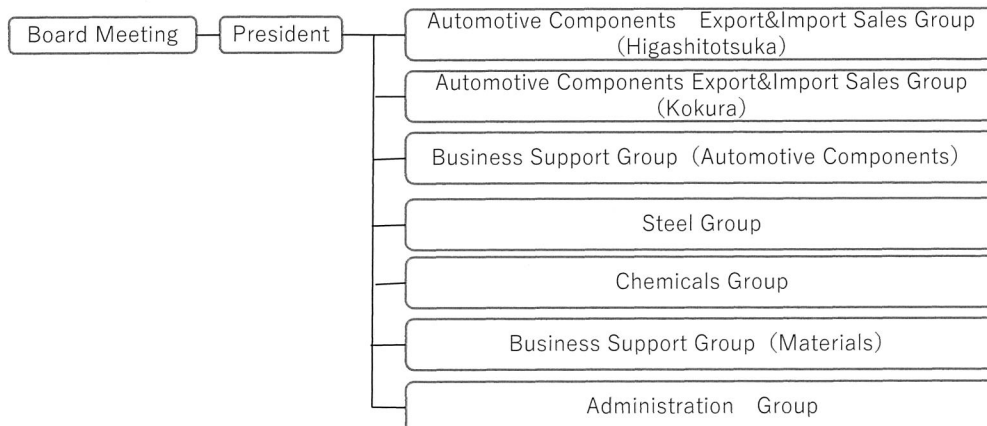 Board Meeting
President
Automotive Components　Export&Import Sales Group
(Higashitotsuka)
Automotive Components Export&Import Sales Group
(Kokura)
Business Support Group（Automotive Components）
Steel Group
Chemicals Group
Business Support Group（Materials）
Administration　Group